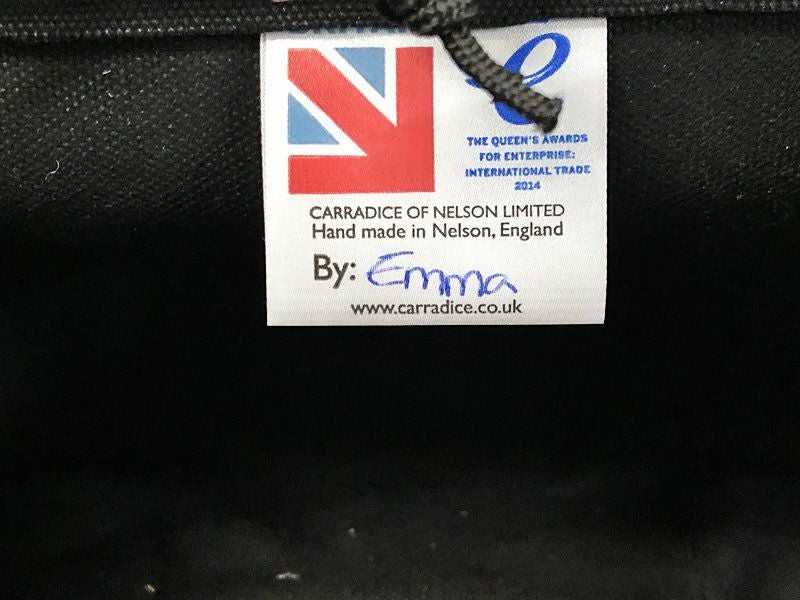 THE QUEEN'S AWARDS
FOR ENTERPRISE:
INTERNATIONAL TRADE
2014
CARRADICE OF NELSON LIMITED
Hand made in Nelson, England
By: Emma
www.carradice.co.uk